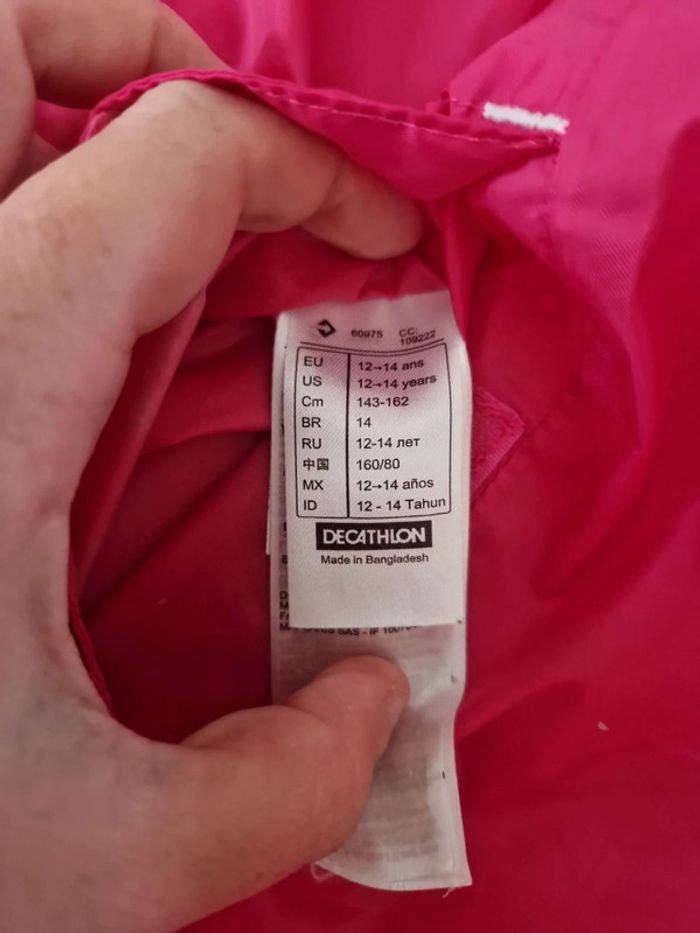 60975 CC:
109222
EU 12→14 ans
US 12→14 years
Cm 143-162
BR 14
RU 12-14 лет
中国 160/80
MX 12→14 años
ID 12 - 14 Tahun
DECATHLON
Made in Bangladesh